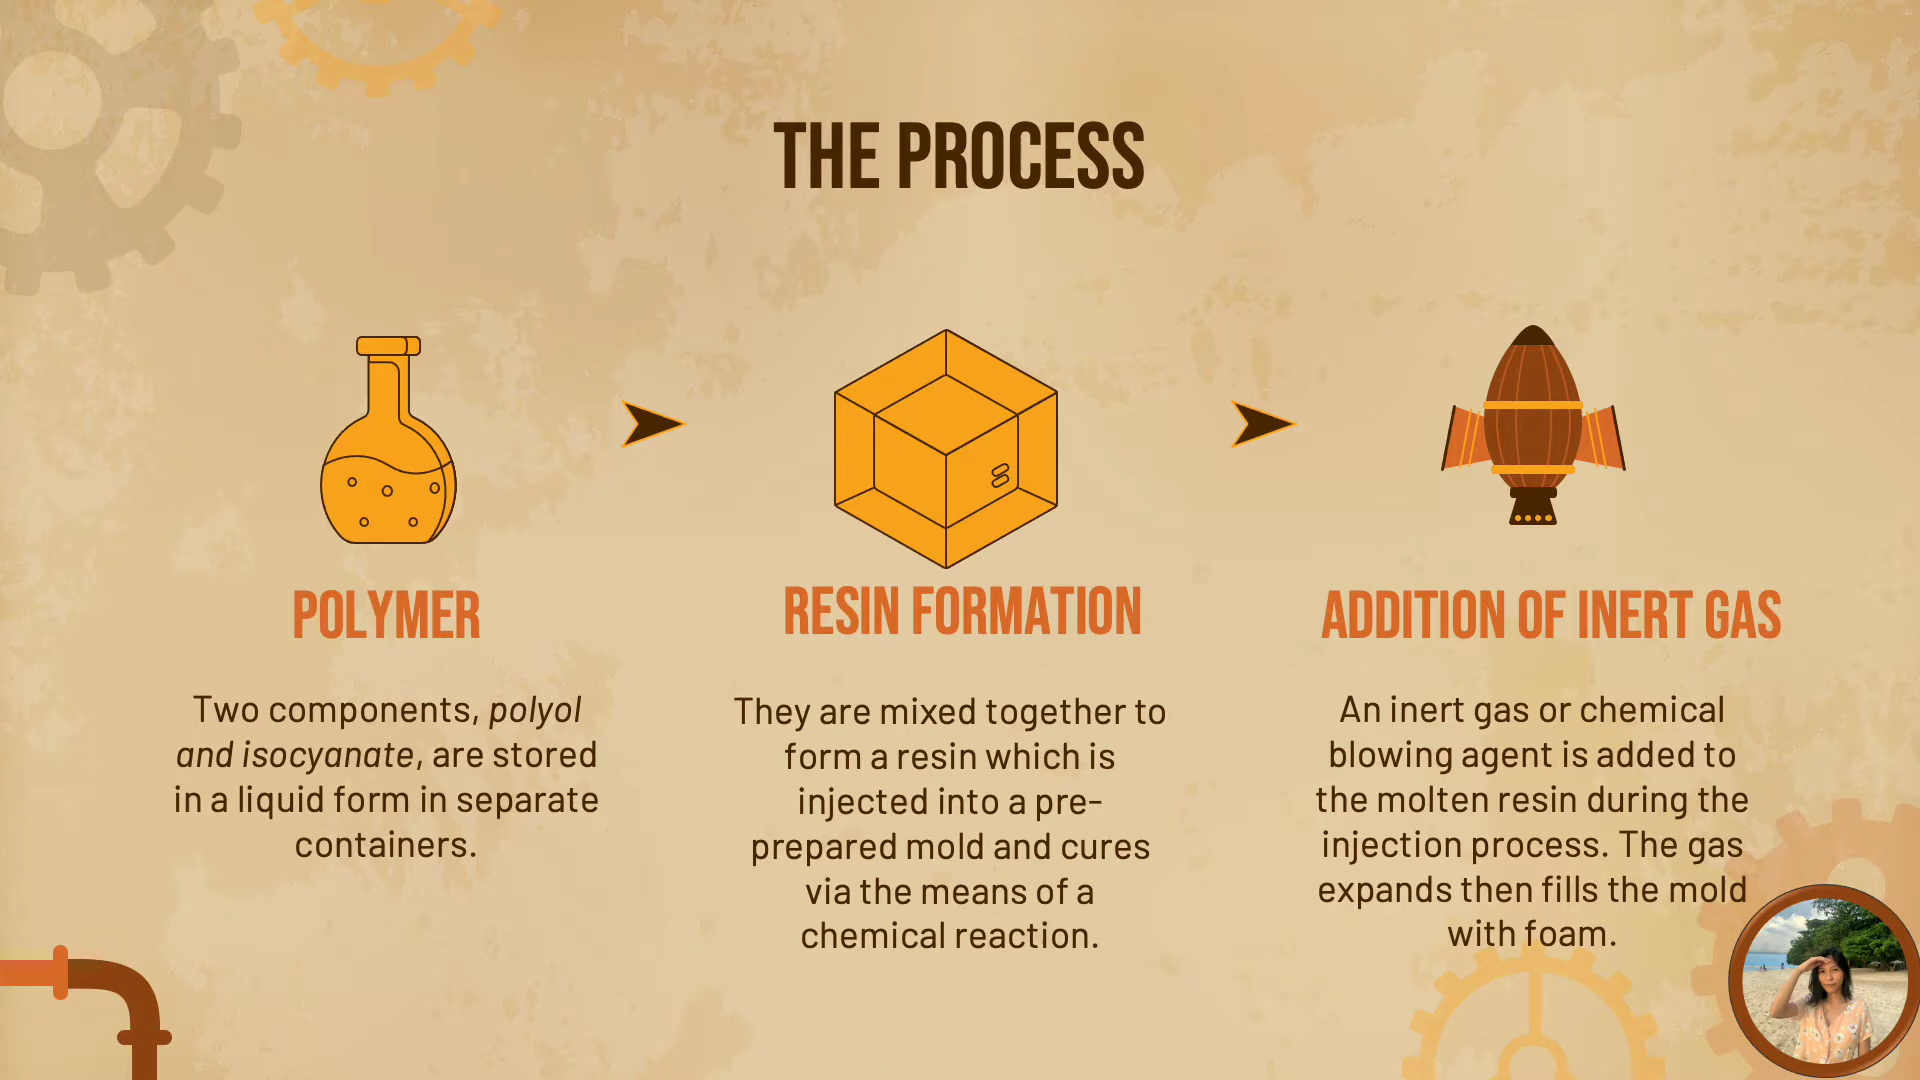 THE PROCESS
POLYMER
Two components, polyol
and isocyanate, are stored
in a liquid form in separate
containers.
RESIN FORMATION
They are mixed together to
form a resin which is
injected into a pre-
prepared mold and cures
via the means of a
chemical reaction.
ADDITION OF INERT GAS
An inert gas or chemical
blowing agent is added to
the molten resin during the
injection process. The gas
expands then fills the mold
with foam.